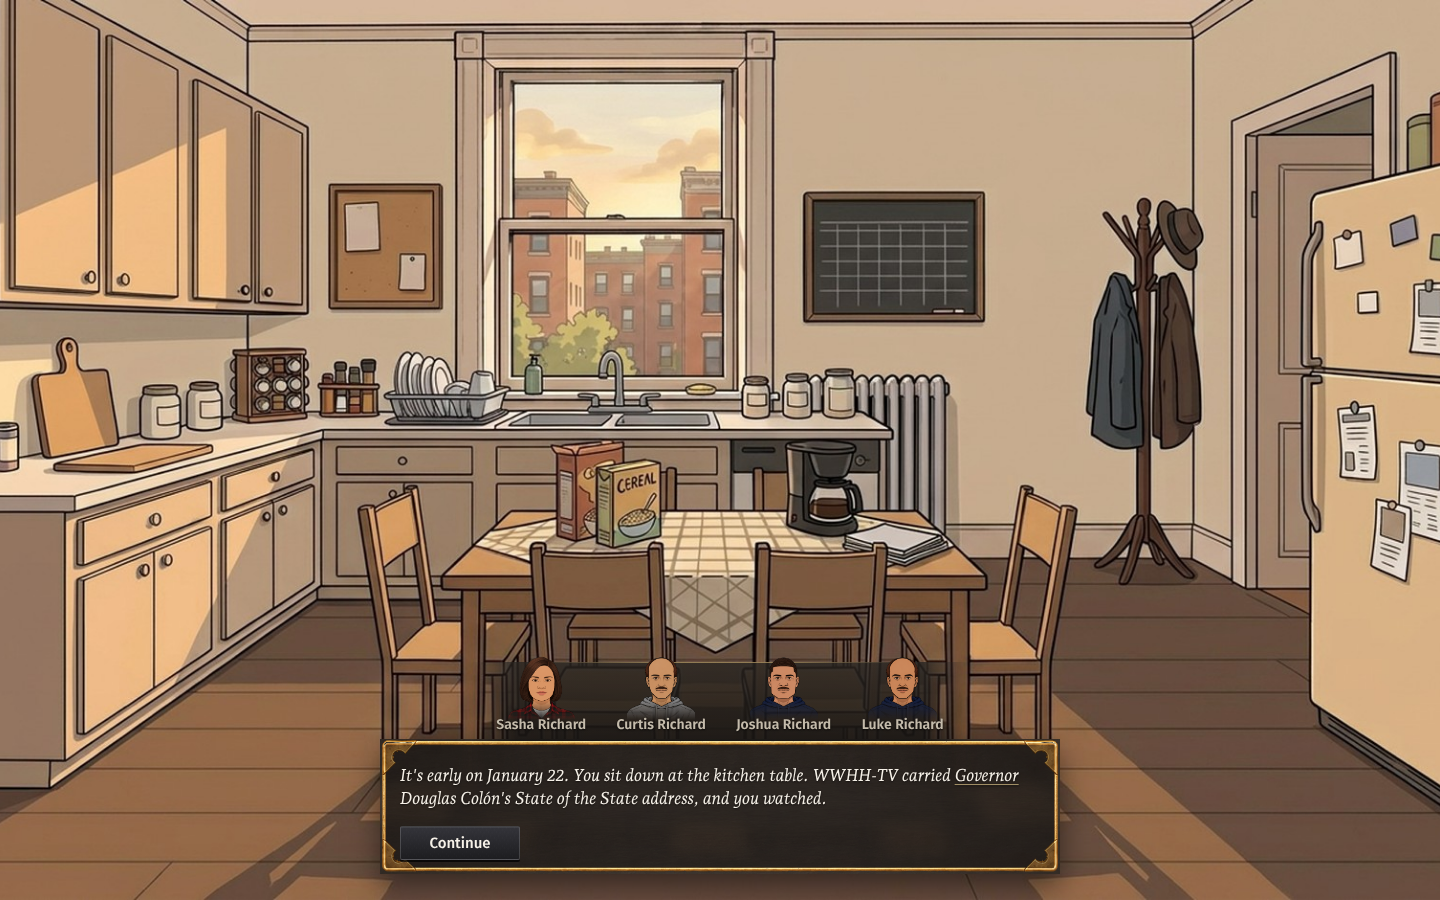 CEREAL
Sasha Richard
Curtis Richard
Joshua Richard
Luke Richard
It's early on January 22. You sit down at the kitchen table. WWHH-TV carried Governor
Douglas Colón's State of the State address, and you watched.
Continue